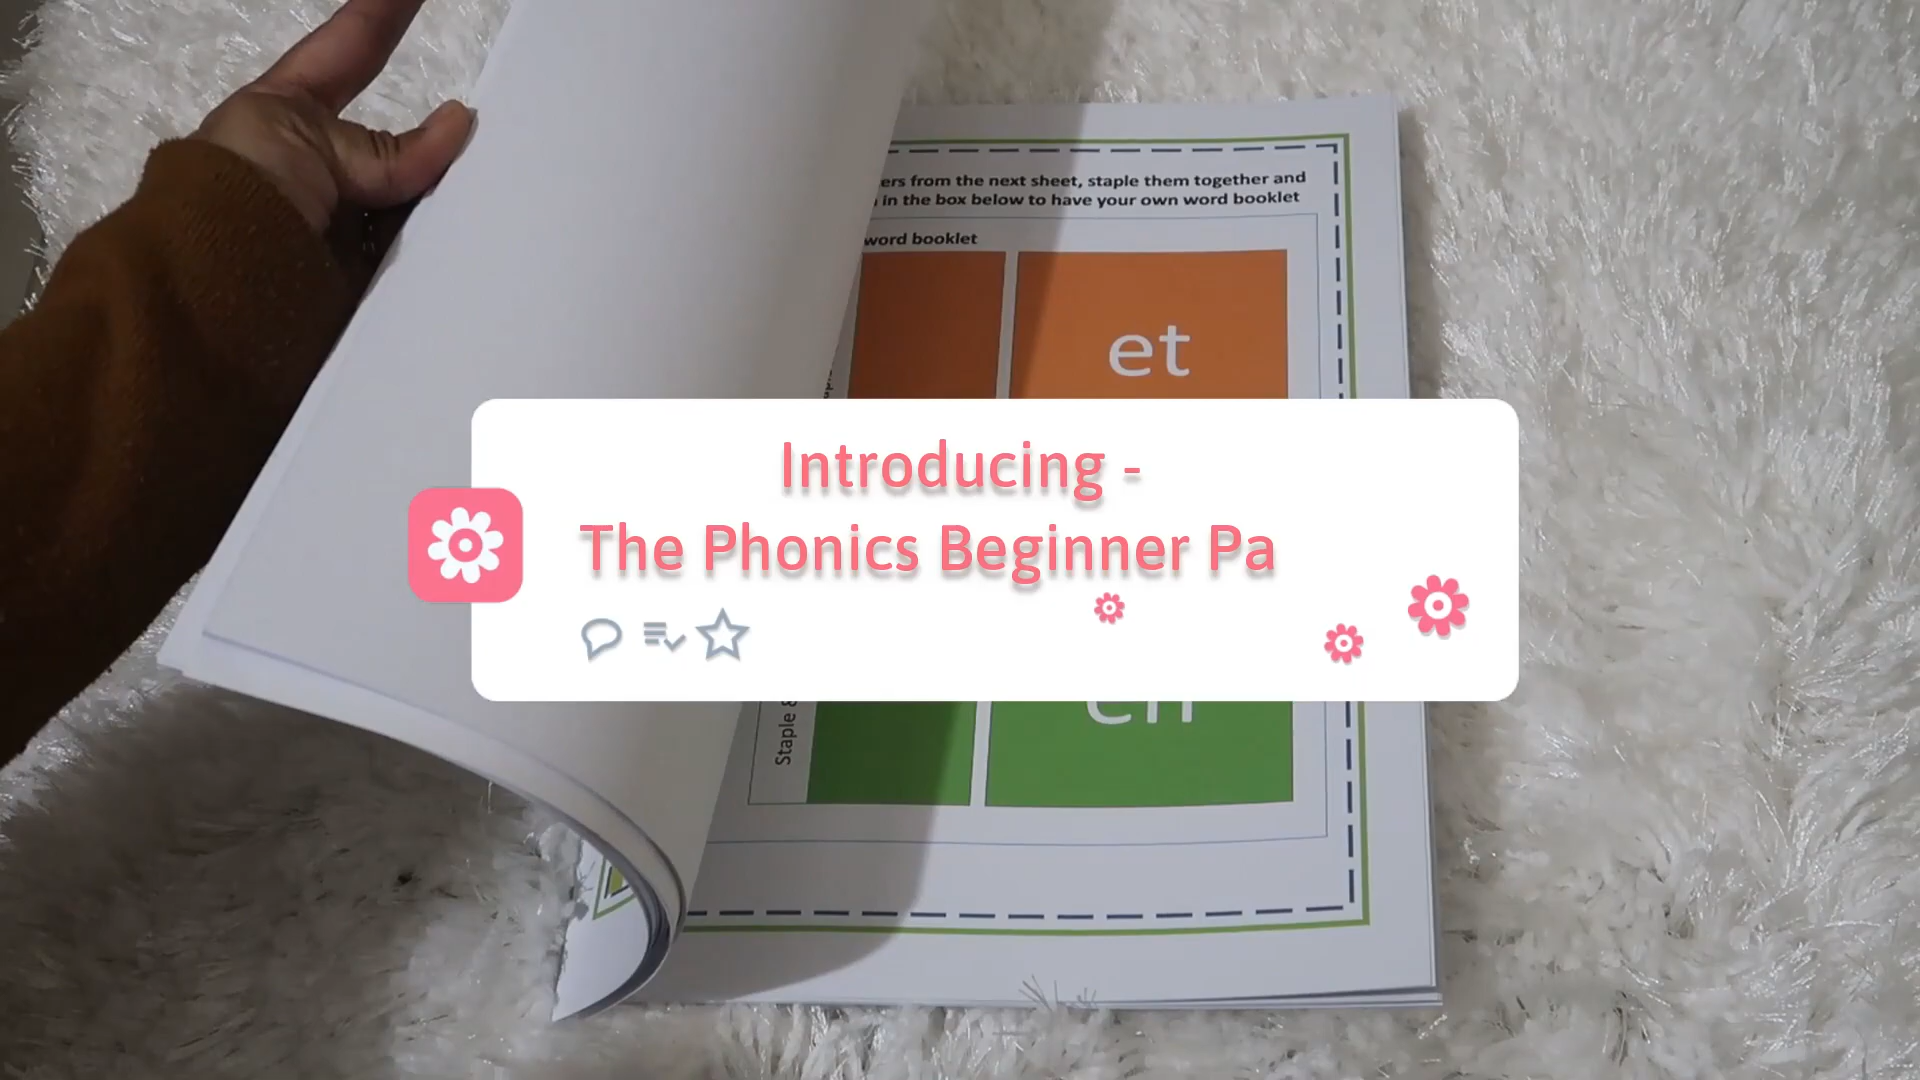 from the next sheet, staple them together and
in the box below to have your own word booklet
word booklet
et
Introducing -
The Phonics Beginner Pa
Staple